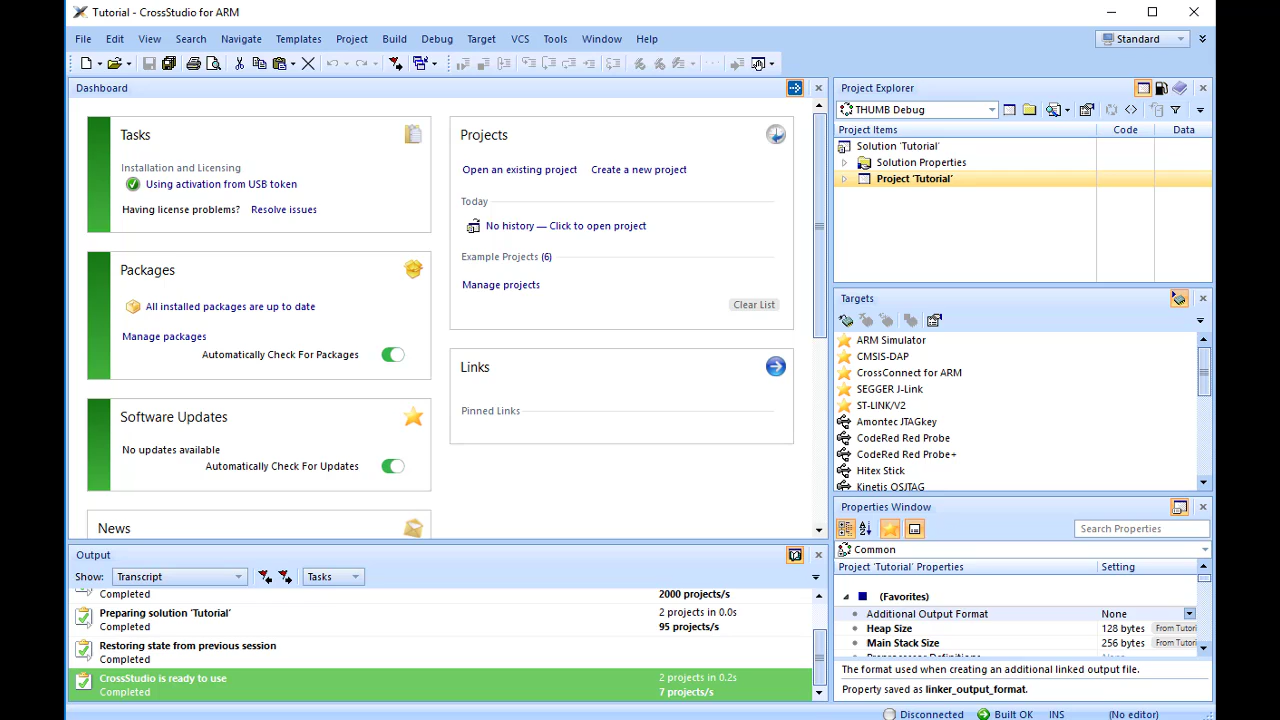 Tutorial - CrossStudio for ARM
File Edit View Search Navigate Templates Project Build Debug Target VCS Tools Window Help
Standard
Dashboard
Tasks
Installation and Licensing
Using activation from USB token
Having license problems? Resolve issues
Packages
All installed packages are up to date
Manage packages
Automatically Check For Packages
Software Updates
No updates available
Automatically Check For Updates
News
Projects
Open an existing project Create a new project
Today
No history — Click to open project
Example Projects (6)
Manage projects
Clear List
Links
Pinned Links
Output
Show: Transcript Tasks
Completed 2000 projects/s
Preparing solution ‘Tutorial’ 2 projects in 0.0s
Completed 95 projects/s
Restoring state from previous session
Completed
CrossStudio is ready to use 2 projects in 0.2s
Completed 7 projects/s
Project Explorer
THUMB Debug
Project Items Code Data
Solution ‘Tutorial’
Solution Properties
Project ‘Tutorial’
Targets
ARM Simulator
CMSIS-DAP
CrossConnect for ARM
SEGGER J-Link
ST-LINK/V2
Amontec JTAGkey
CodeRed Red Probe
CodeRed Red Probe+
Hitex Stick
Kinetis OSJTAG
Properties Window
Search Properties
Common
Project ‘Tutorial’ Properties Setting
(Favorites)
Additional Output Format None
Heap Size 128 bytes From Tutori
Main Stack Size 256 bytes From Tutori
The format used when creating an additional linked output file.
Property saved as linker_output_format.
Disconnected Built OK INS (No editor)